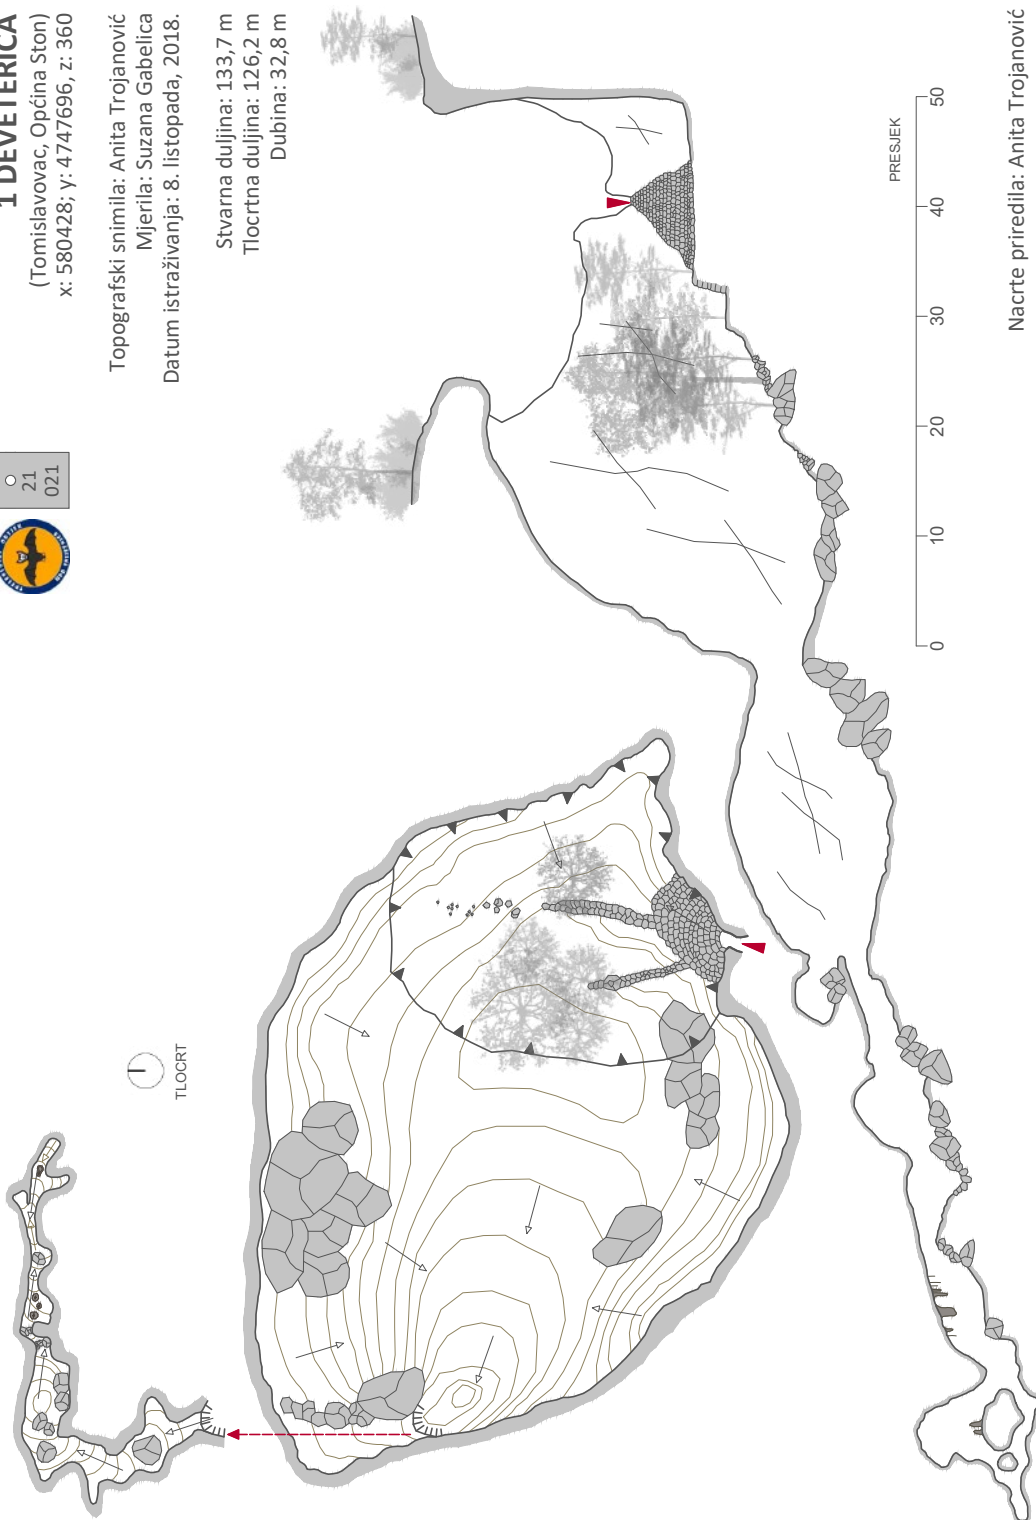 1 DEVETERICA
(Tomislavovac, Općina Ston)
x: 580428; y: 4747696, z: 360
Topografski snimila: Anita Trojanović
Mjerila: Suzana Gabelica
Datum istraživanja: 8. listopada, 2018.
Stvarna duljina: 133,7 m
Tlocrtna duljina: 126,2 m
Dubina: 32,8 m
21
021
TLOCRT
PRESJEK
0 10 20 30 40 50
Nacrte priredila: Anita Trojanović